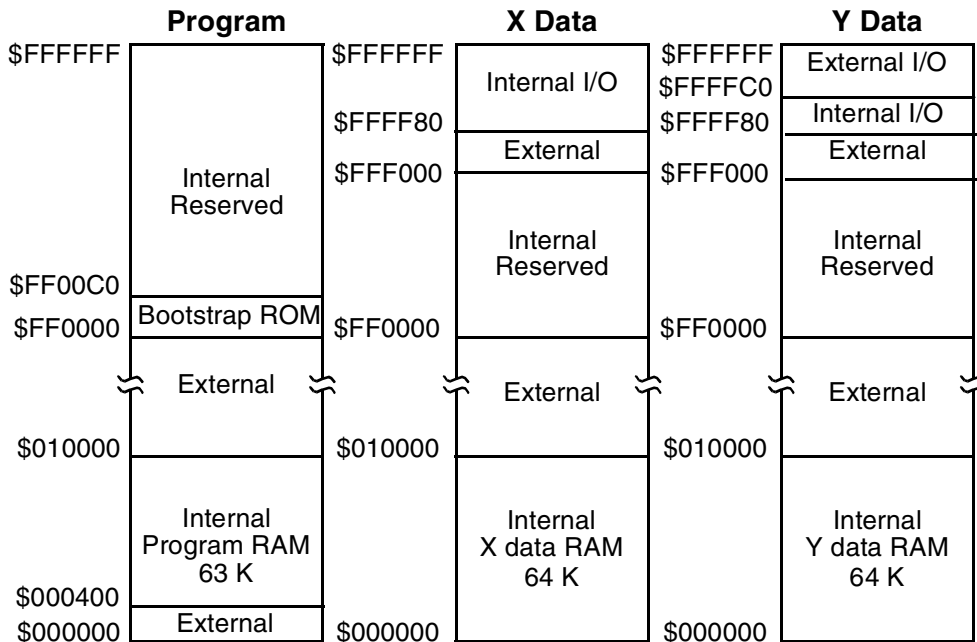 Program
$FFFFFF
Internal
Reserved
$FF00C0
Bootstrap ROM
$FF0000
External
$010000
Internal
Program RAM
63 K
$000400
External
$000000
X Data
$FFFFFF
Internal I/O
$FFFF80
External
$FFF000
Internal
Reserved
$FF0000
External
$010000
Internal
X data RAM
64 K
$000000
Y Data
$FFFFFF
External I/O
$FFFFC0
Internal I/O
$FFFF80
External
$FFF000
Internal
Reserved
$FF0000
External
$010000
Internal
Y data RAM
64 K
$000000